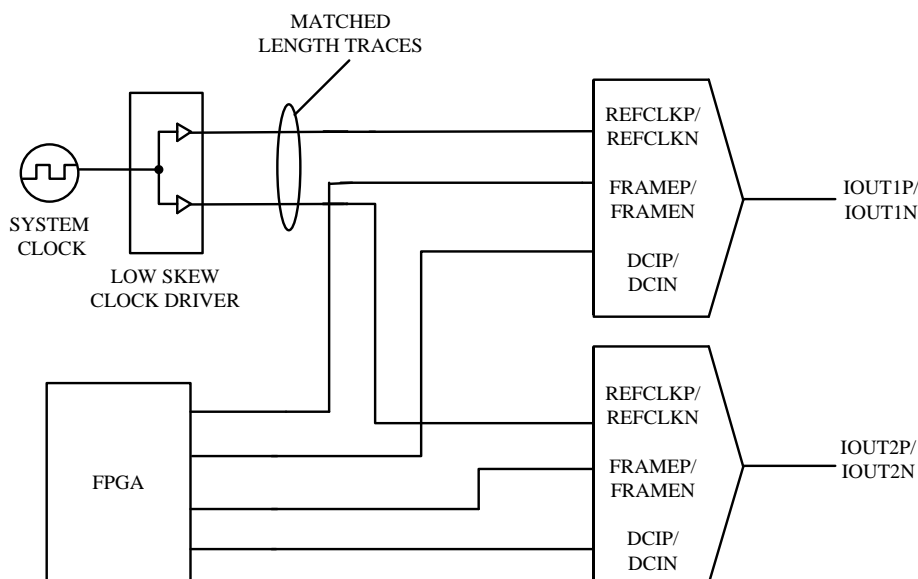 MATCHED
LENGTH TRACES
SYSTEM
CLOCK
LOW SKEW
CLOCK DRIVER
REFCLKP/
REFCLKN
FRAMEP/
FRAMEN
DCIP/
DCIN
IOUT1P/
IOUT1N
FPGA
REFCLKP/
REFCLKN
FRAMEP/
FRAMEN
DCIP/
DCIN
IOUT2P/
IOUT2N